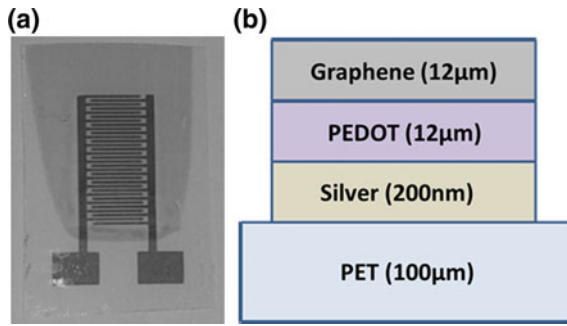 (a)
(b)
Graphene (12μm)
PEDOT (12μm)
Silver (200nm)
PET (100μm)